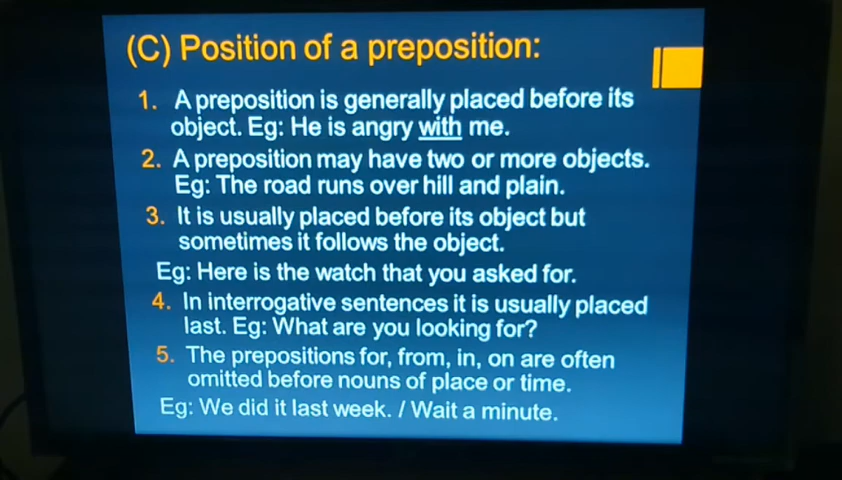 (C) Position of a preposition:
1. A preposition is generally placed before its
object. Eg: He is angry with me.
2. A preposition may have two or more objects.
Eg: The road runs over hill and plain.
3. It is usually placed before its object but
sometimes it follows the object.
Eg: Here is the watch that you asked for.
4. In interrogative sentences it is usually placed
last. Eg: What are you looking for?
5. The prepositions for, from, in, on are often
omitted before nouns of place or time.
Eg: We did it last week. / Wait a minute.